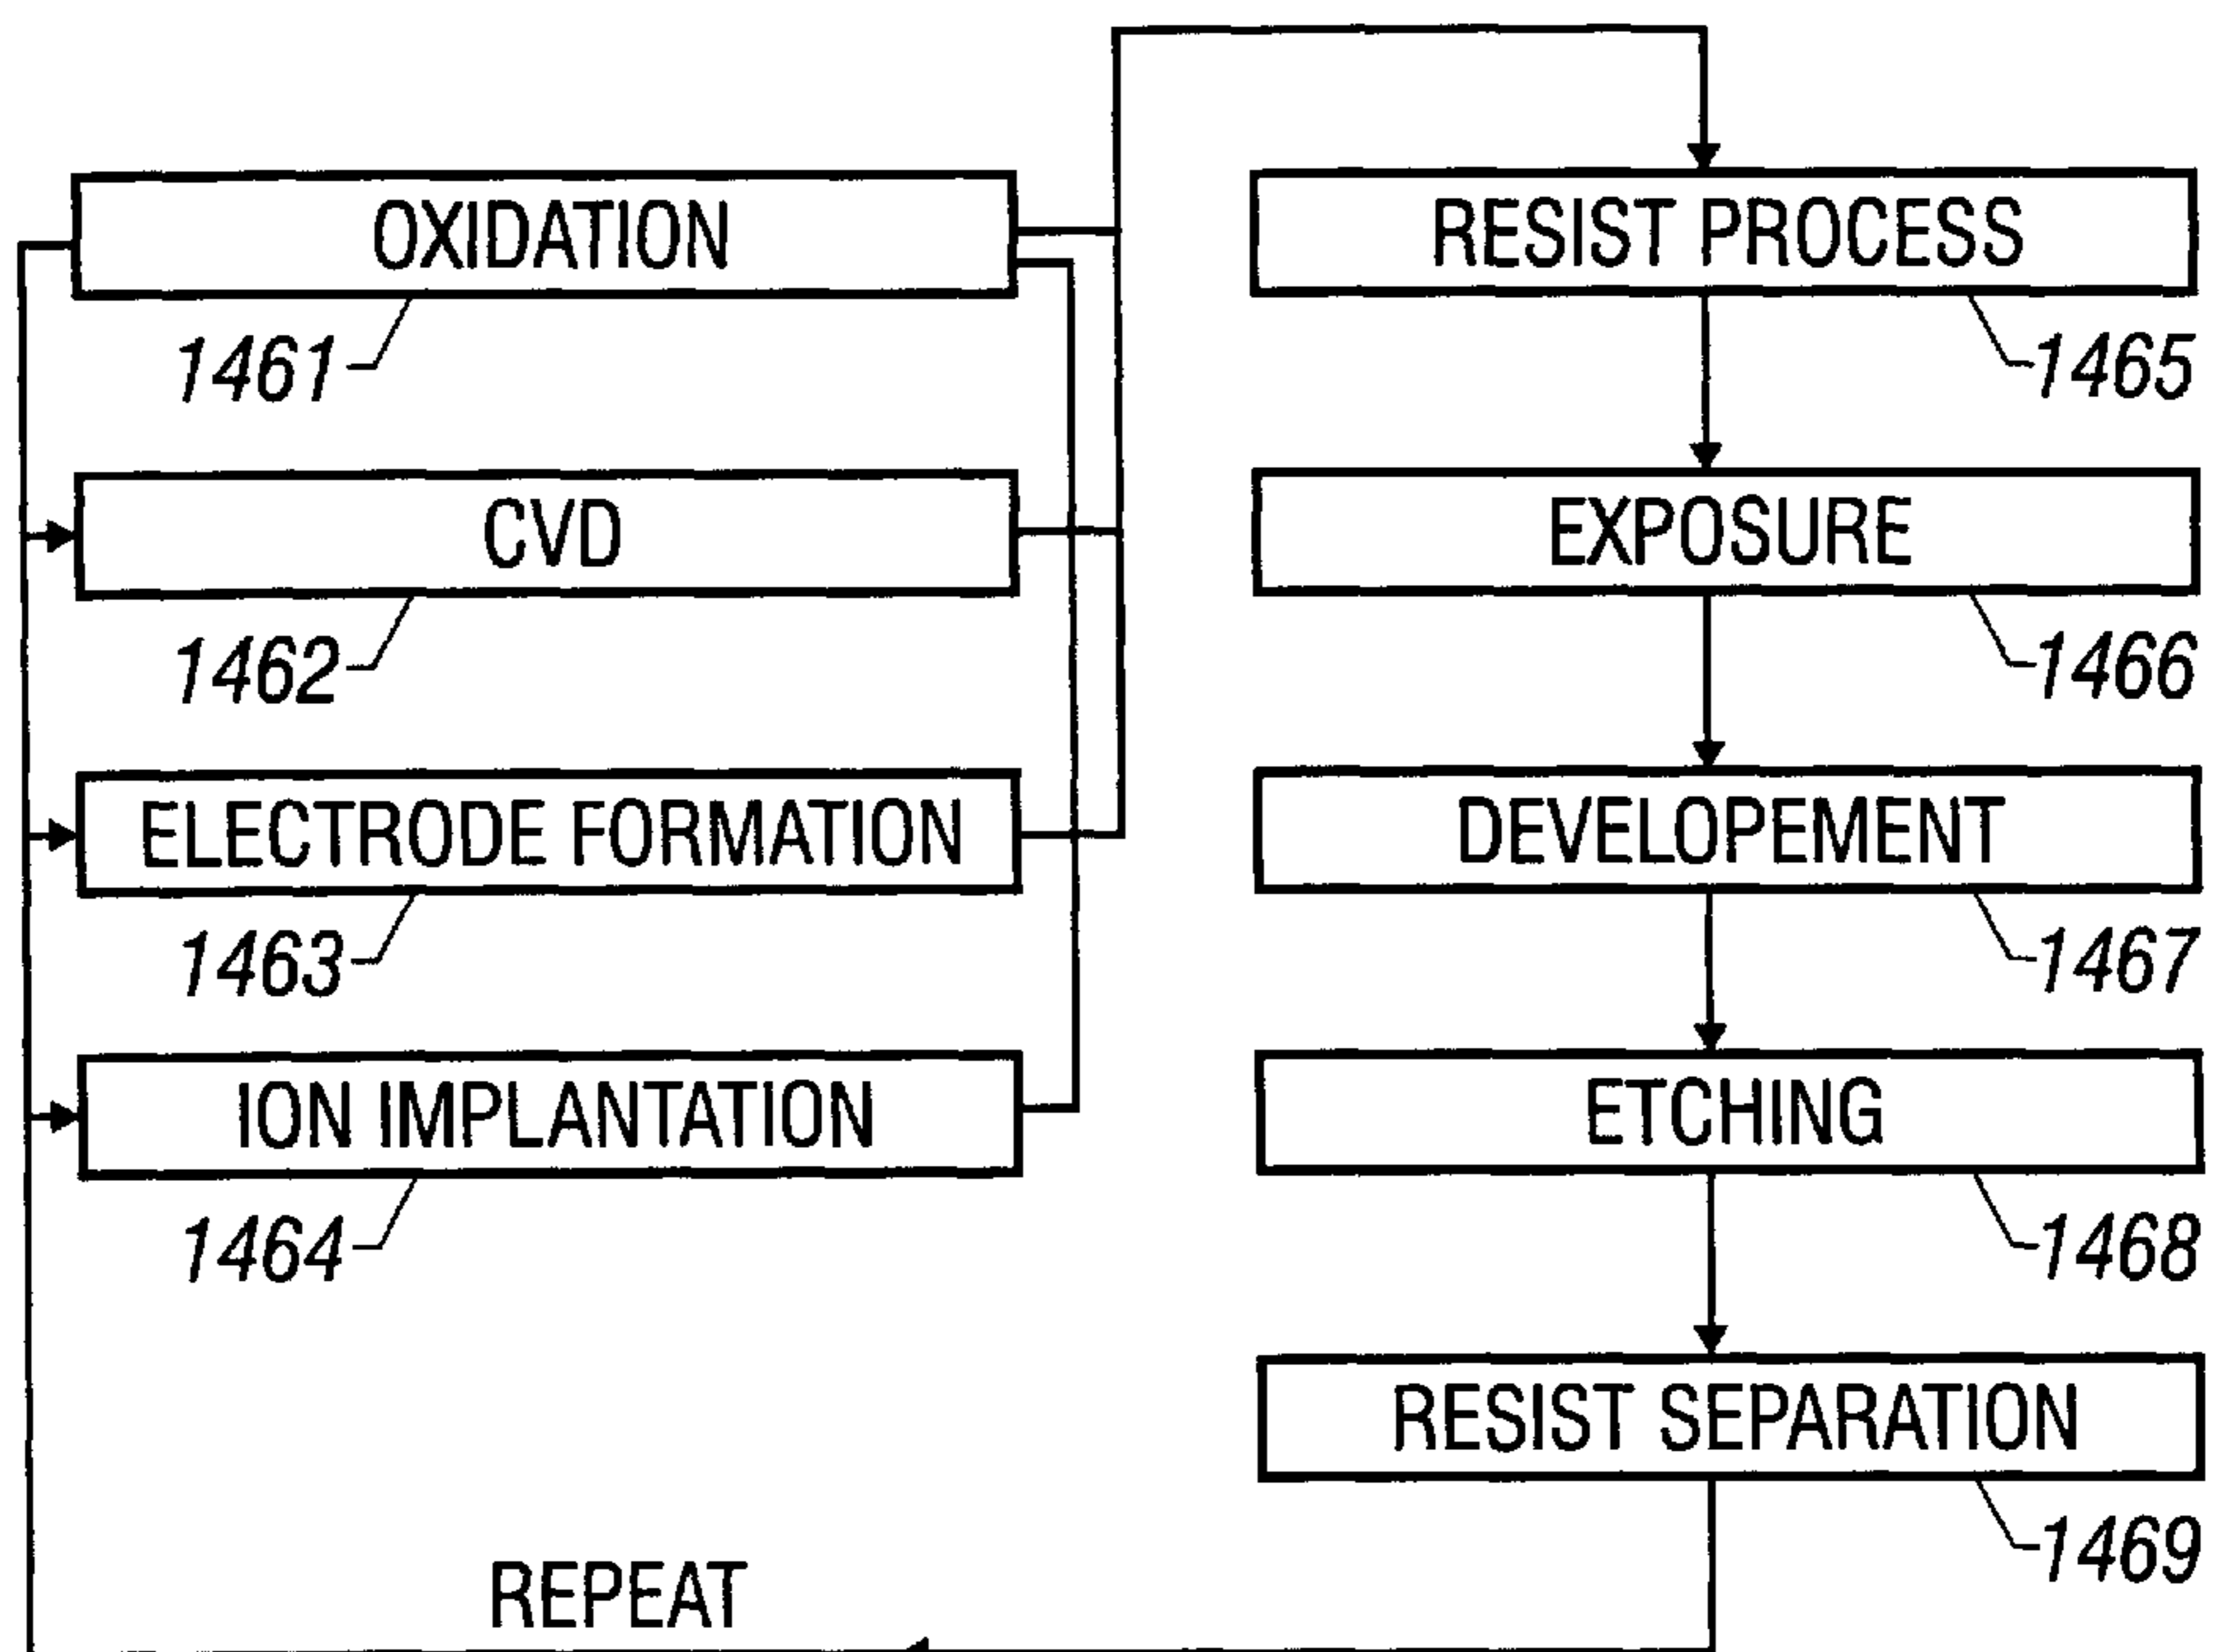 OXIDATION
1461
CVD
1462
ELECTRODE FORMATION
1463
ION IMPLANTATION
1464
RESIST PROCESS
1465
EXPOSURE
1466
DEVELOPEMENT
1467
ETCHING
1468
RESIST SEPARATION
1469
REPEAT